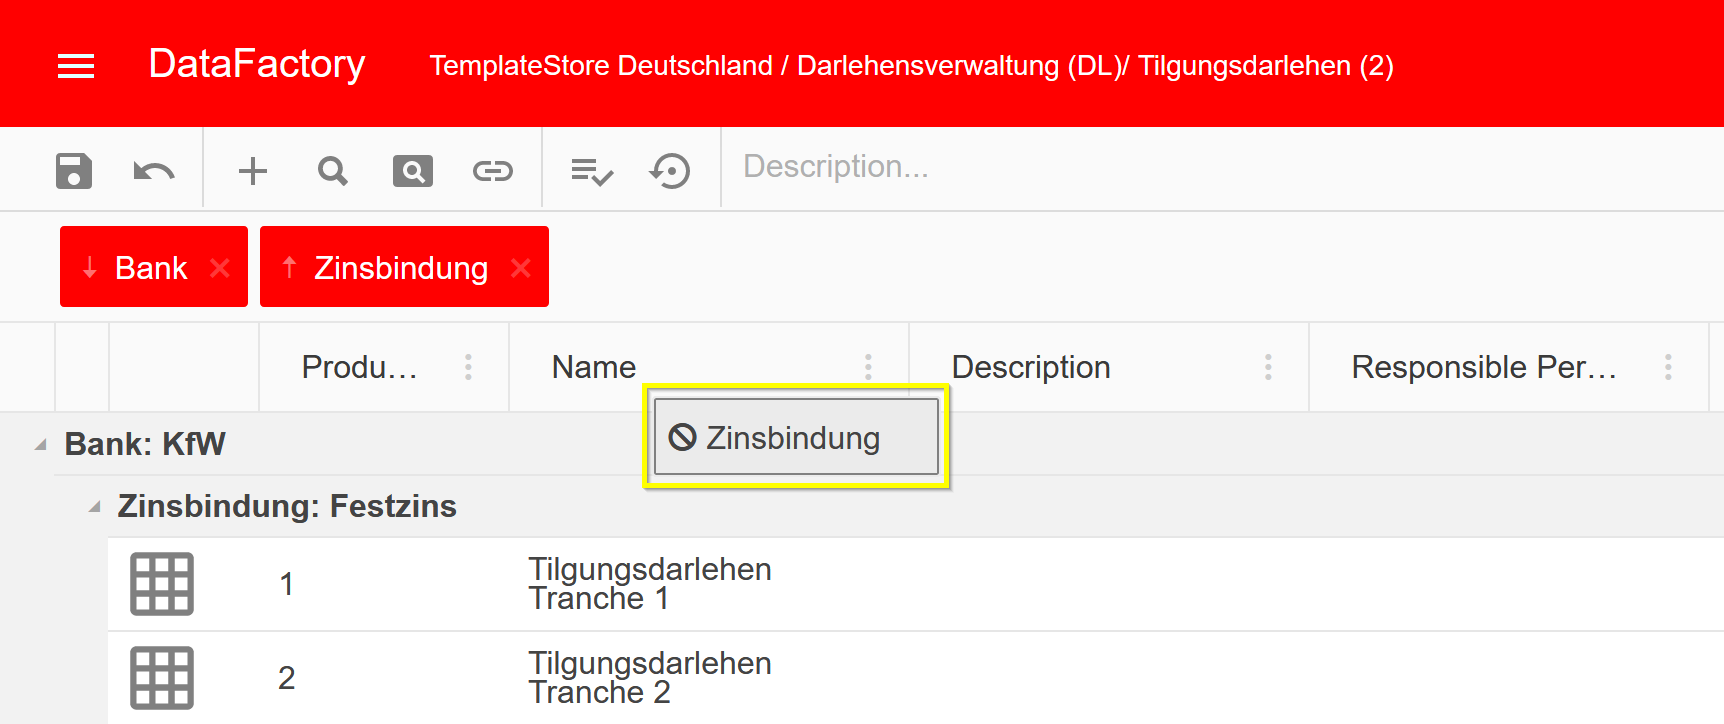 DataFactory
TemplateStore Deutschland / Darlehensverwaltung (DL)/ Tilgungsdarlehen (2)
Description...
↓ Bank ×
↑ Zinsbindung ×
Produ…
Name
Description
Responsible Per…
Zinsbindung
Bank: KfW
Zinsbindung: Festzins
1
Tilgungsdarlehen
Tranche 1
2
Tilgungsdarlehen
Tranche 2